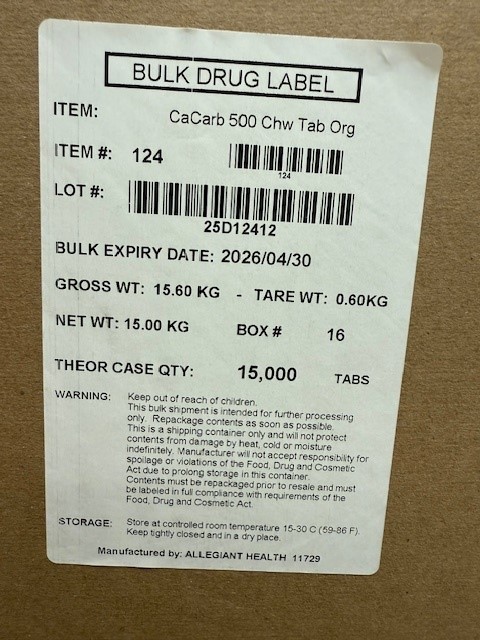 BULK DRUG LABEL
ITEM: CaCarb 500 Chw Tab Org
ITEM #: 124
124
LOT #:
25D12412
BULK EXPIRY DATE: 2026/04/30
GROSS WT: 15.60 KG - TARE WT: 0.60KG
NET WT: 15.00 KG BOX # 16
THEOR CASE QTY: 15,000 TABS
WARNING: Keep out of reach of children.
This bulk shipment is intended for further processing
only. Repackage contents as soon as possible.
This is a shipping container only and will not protect
contents from damage by heat, cold or moisture
indefinitely. Manufacturer will not accept responsibility for
spoilage or violations of the Food, Drug and Cosmetic
Act due to prolong storage in this container.
Contents must be repackaged prior to resale and must
be labeled in full compliance with requirements of the
Food, Drug and Cosmetic Act.
STORAGE: Store at controlled room temperature 15-30 C (59-86 F).
Keep tightly closed and in a dry place.
Manufactured by: ALLEGIANT HEALTH 11729